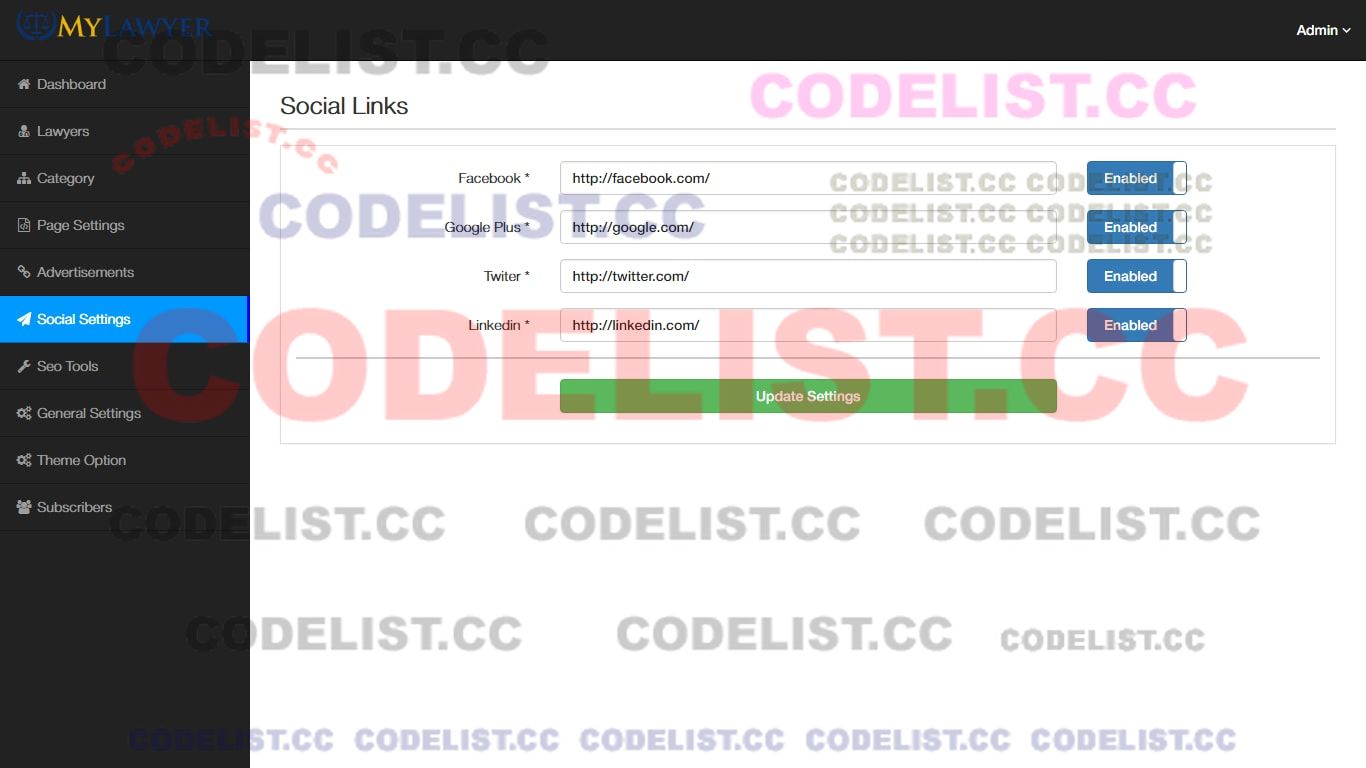 MYLAWYER
CODELIST.CC
Admin
Dashboard
Social Links
CODELIST.CC
Lawyers
CODELIST.CC
Category
Facebook *
http://facebook.com/
CODELIST.CC CODELIST.CC
Enabled
Page Settings
CODELIST.CC
Google Plus *
http://google.com/
CODELIST.CC CODELIST.CC
CODELIST.CC CODELIST.CC
Enabled
Advertisements
Twiter *
http://twitter.com/
Enabled
Social Settings
Linkedin *
http://linkedin.com/
Enabled
Seo Tools
CODELIST.CC
General Settings
Update Settings
Theme Option
Subscribers
CODELIST.CC CODELIST.CC CODELIST.CC
CODELIST.CC CODELIST.CC CODELIST.CC
CODELIST.CC CODELIST.CC CODELIST.CC CODELIST.CC CODELIST.CC